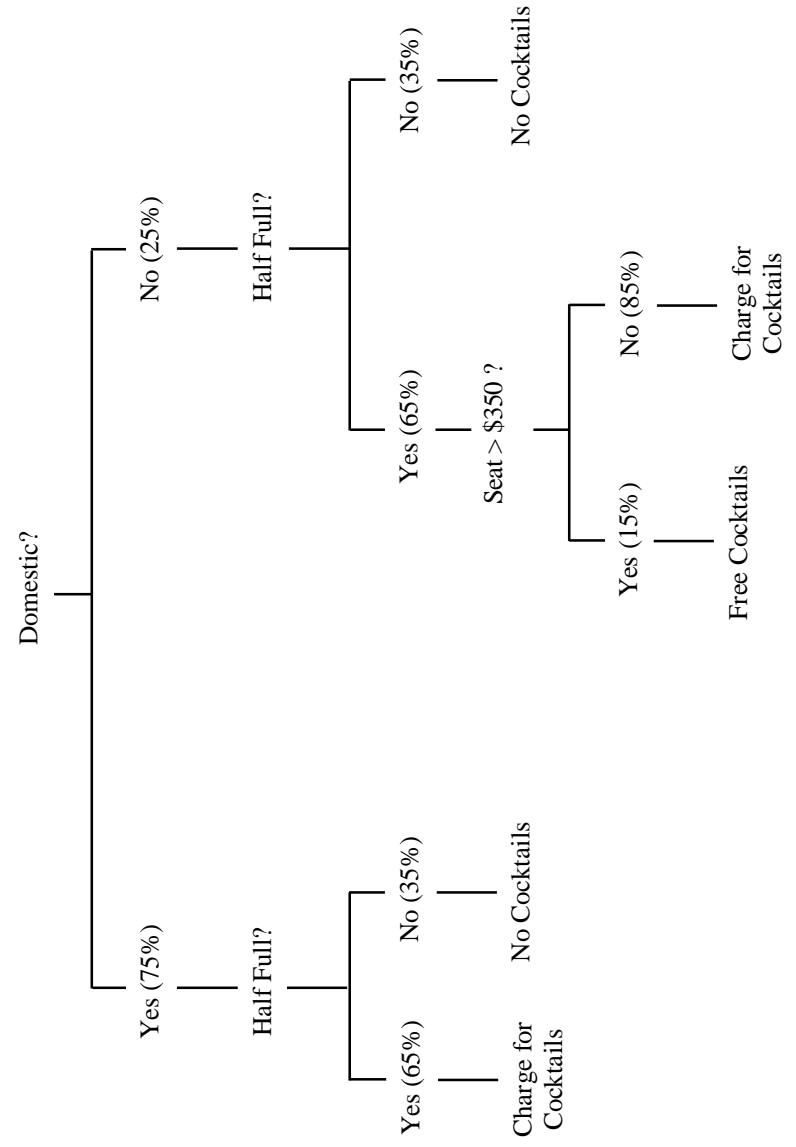 Domestic?
Yes (75%)
No (25%)
Half Full?
Half Full?
Yes (65%)
No (35%)
Yes (65%)
No (35%)
Charge for
Cocktails
No Cocktails
Seat > $350 ?
No Cocktails
Yes (15%)
No (85%)
Free Cocktails
Charge for
Cocktails